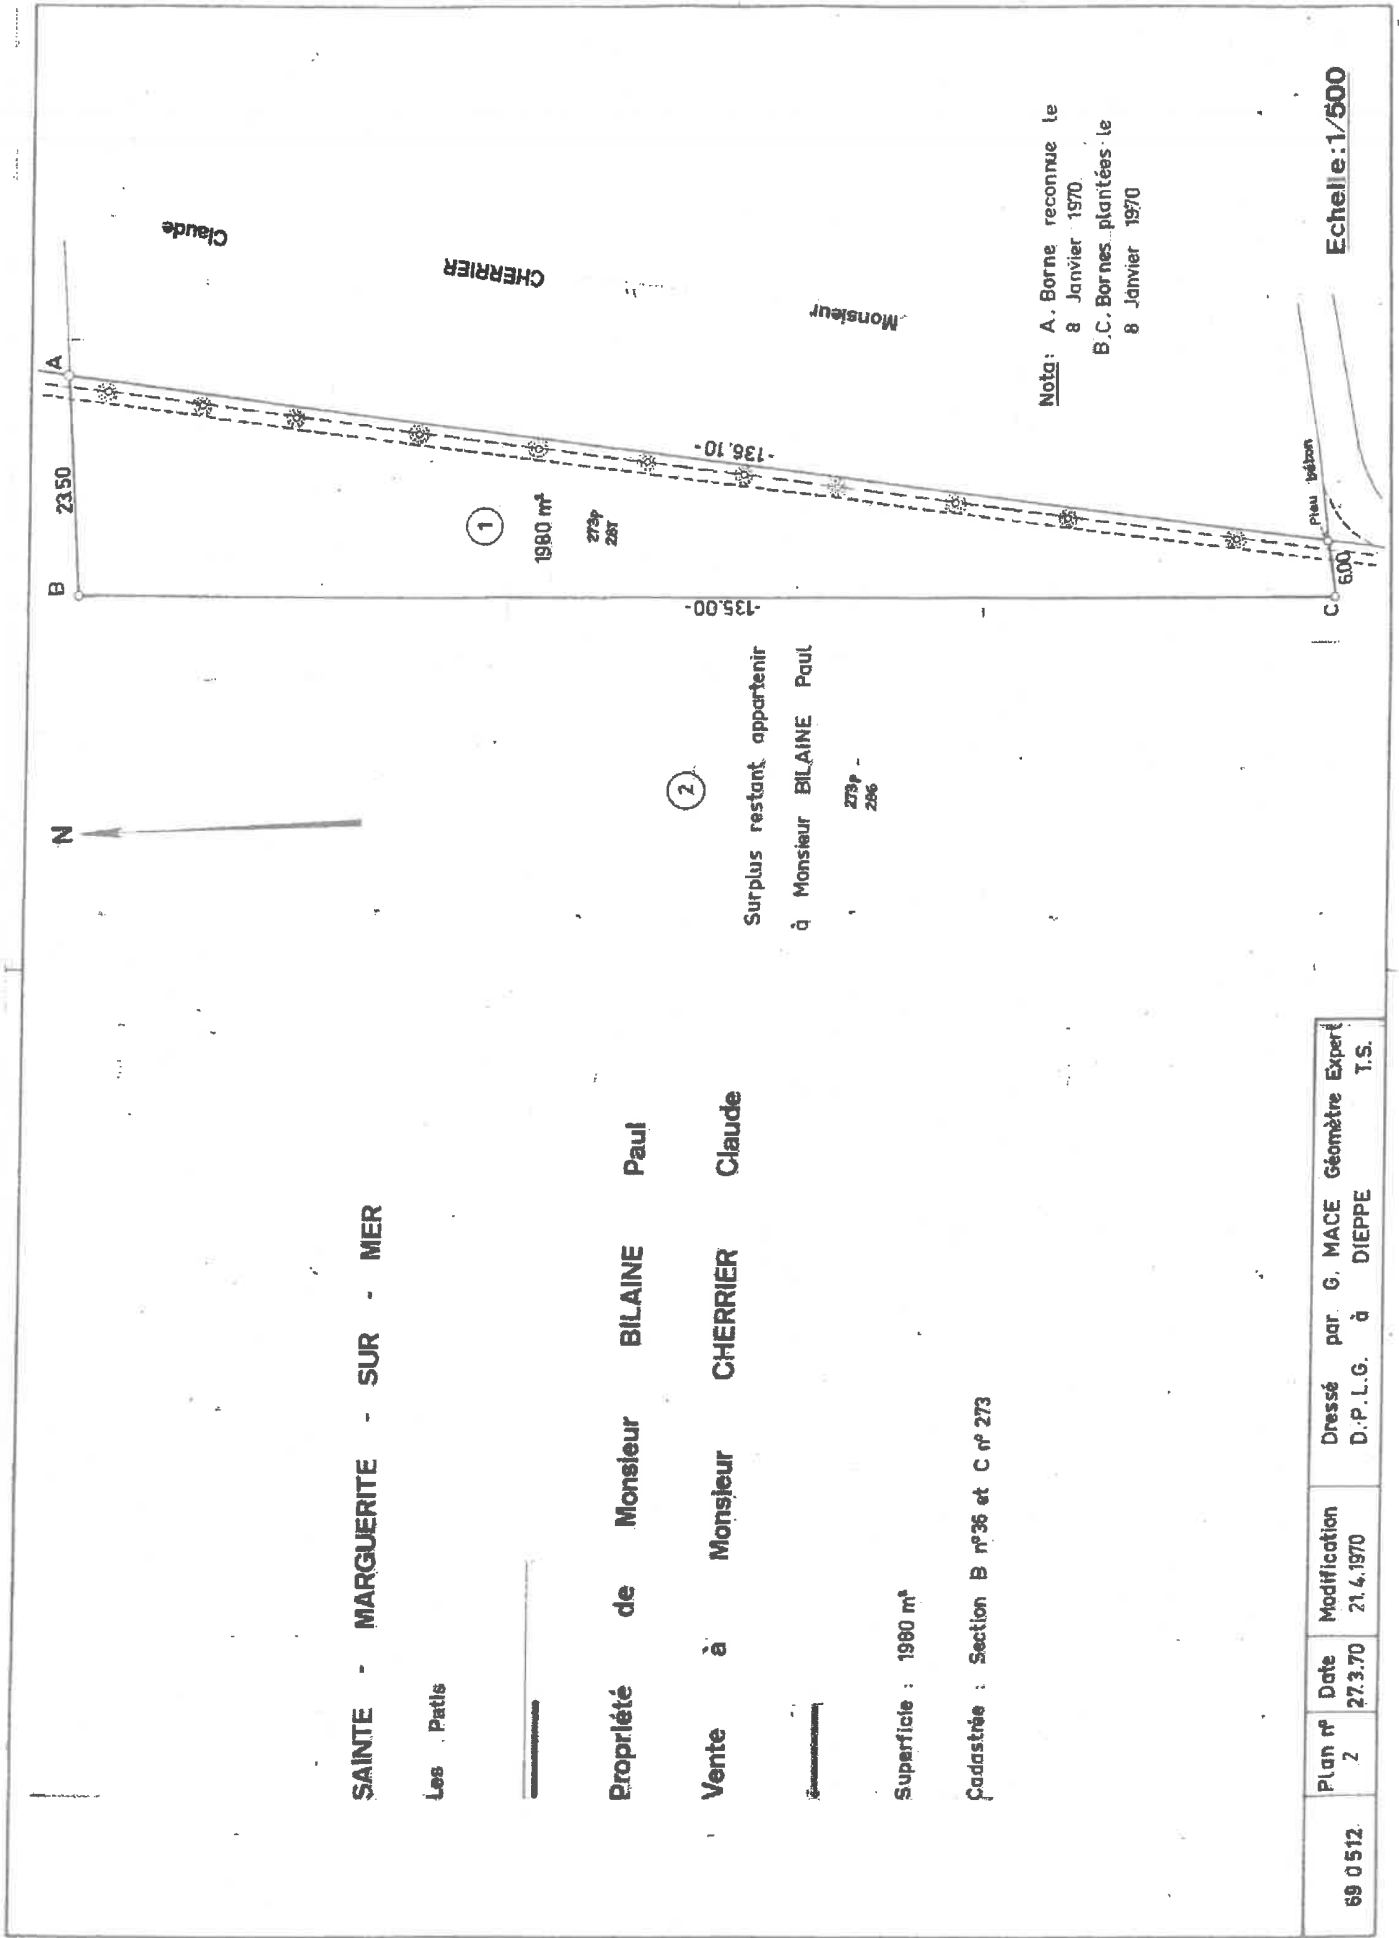 SAINTE - MARGUERITE - SUR - MER
Les Patis
Propriété de Monsieur BILAINE Paul
Vente à Monsieur CHERRIER Claude
Superficie : 1980 m²
Cadastrée : Section B n° 36 et C n° 273
N
B
23.50
A
1
1980 m²
273p
287
-136.10-
-135.00-
Monsieur
CHERRIER
Claude
2
Surplus restant appartenir
à Monsieur BILAINE Paul
273p -
286
C
6.00
Pieu béton
Nota: A. Borne reconnue le
8 Janvier 1970
B.C. Bornes plantées le
8 Janvier 1970
Echelle: 1/500
69 0512
Plan n°
2
Date
27.3.70
Modification
21.4.1970
Dressé par G. MACE Géomètre Expert
D.P.L.G. à DIEPPE T.S.